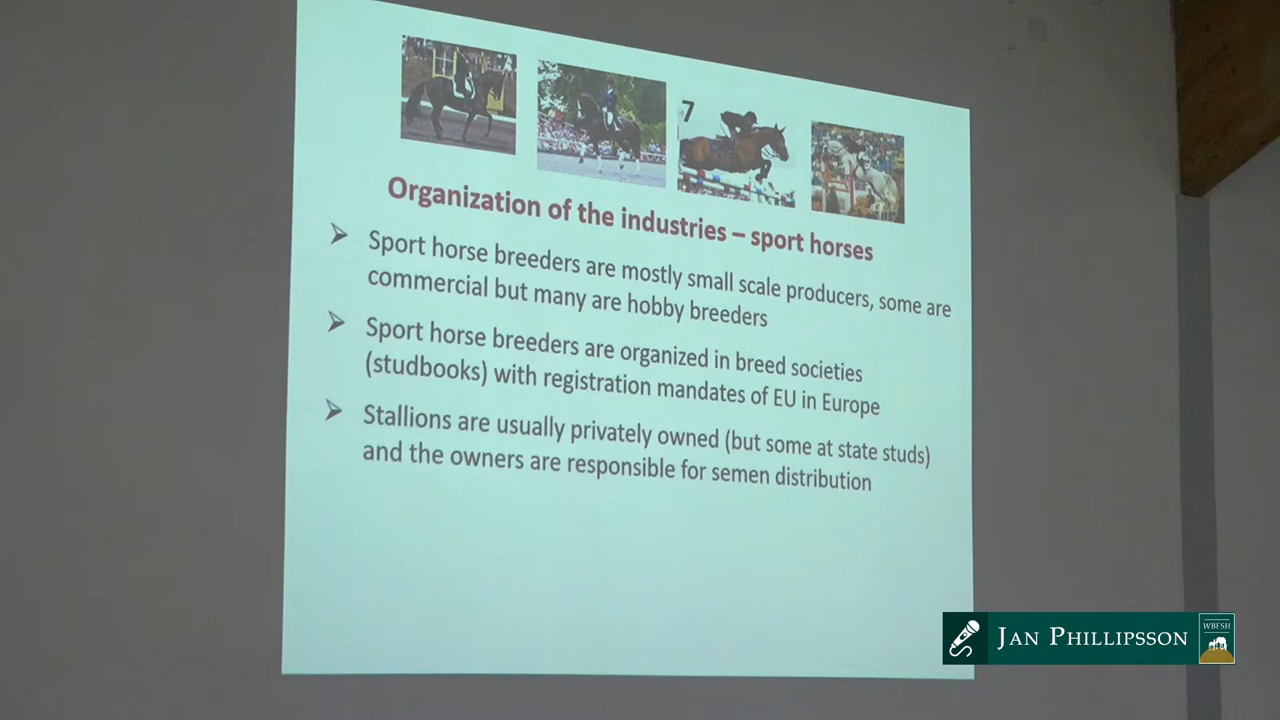 7
Organization of the industries – sport horses
➢ Sport horse breeders are mostly small scale producers, some are
commercial but many are hobby breeders
➢ Sport horse breeders are organized in breed societies
(studbooks) with registration mandates of EU in Europe
➢ Stallions are usually privately owned (but some at state studs)
and the owners are responsible for semen distribution
JAN PHILLIPSSON
WBFSH